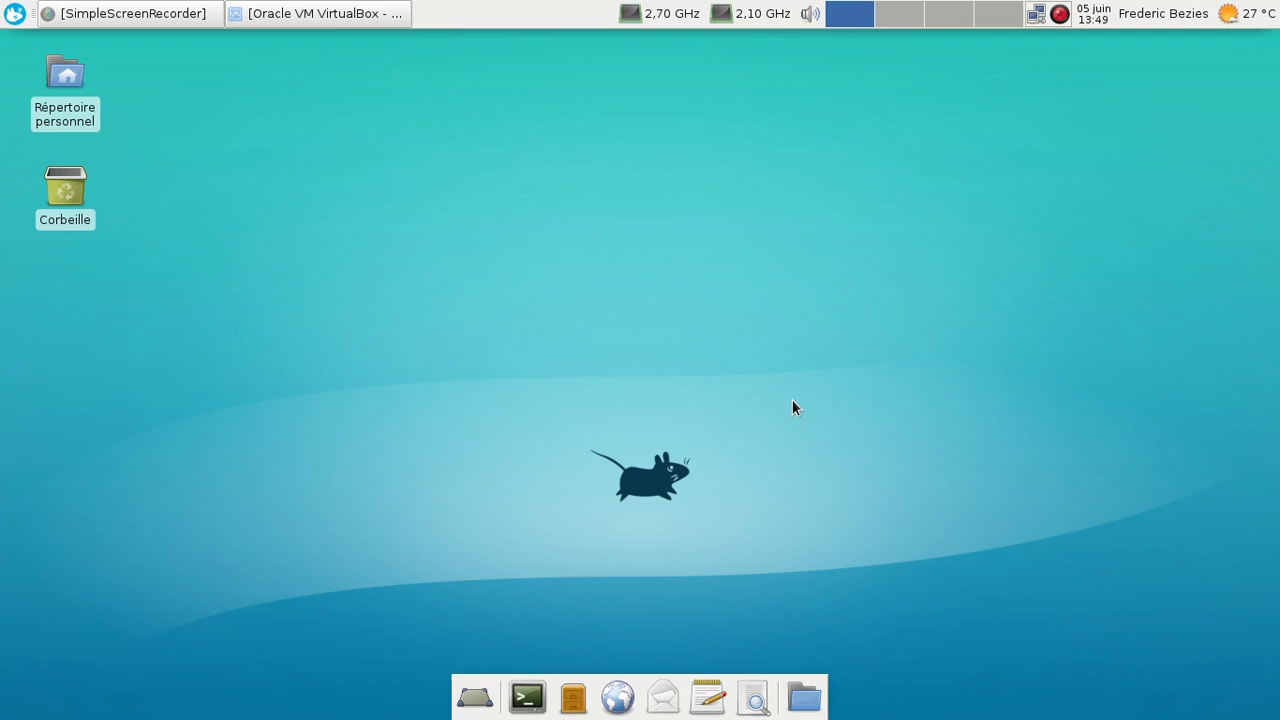 [SimpleScreenRecorder] [Oracle VM VirtualBox - ... 2,70 GHz 2,10 GHz 05 juin 13:49 Frederic Bezies 27 °C
Répertoire
personnel
Corbeille
>_